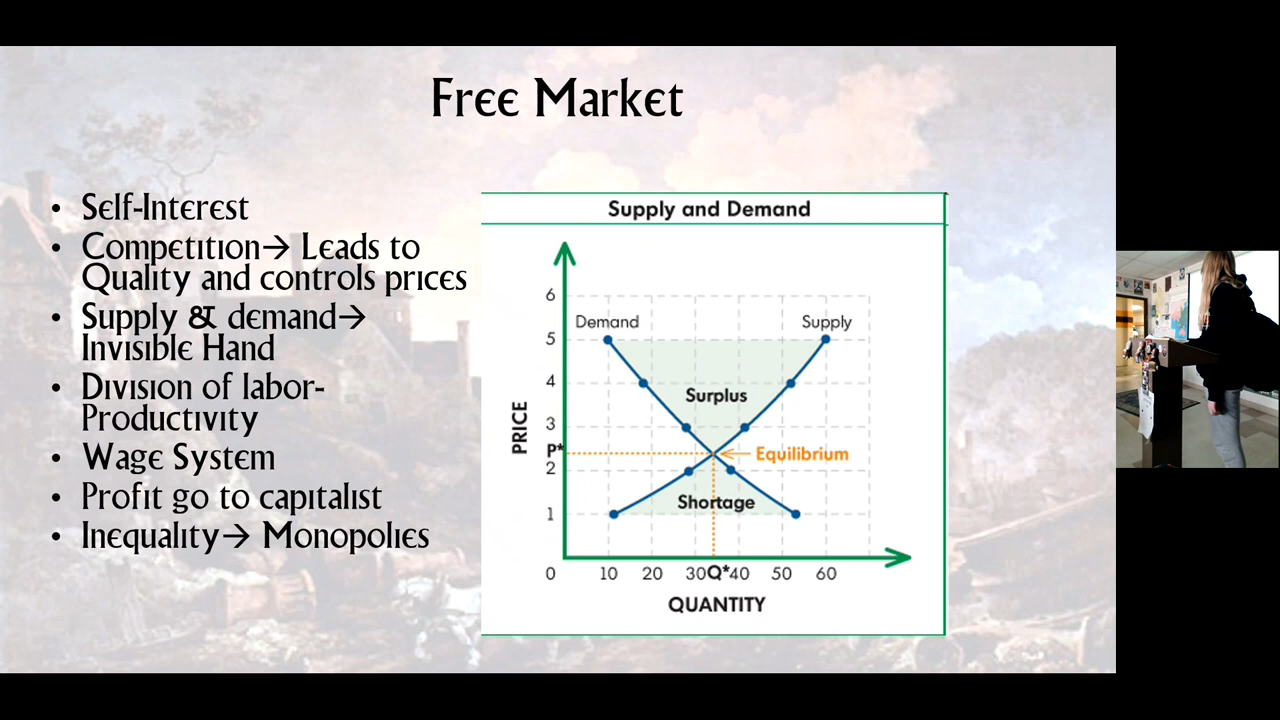 Free Market
• Self-Interest
• Competition→ Leads to
Quality and controls prices
• Supply & demand→
Invisible Hand
• Division of labor-
Productivity
• Wage System
• Profit go to capitalist
• Inequality→ Monopolies
Supply and Demand
6
Demand
Supply
5
4
Surplus
PRICE
3
P*
Equilibrium
2
Shortage
1
0 10 20 30 Q* 40 50 60
QUANTITY